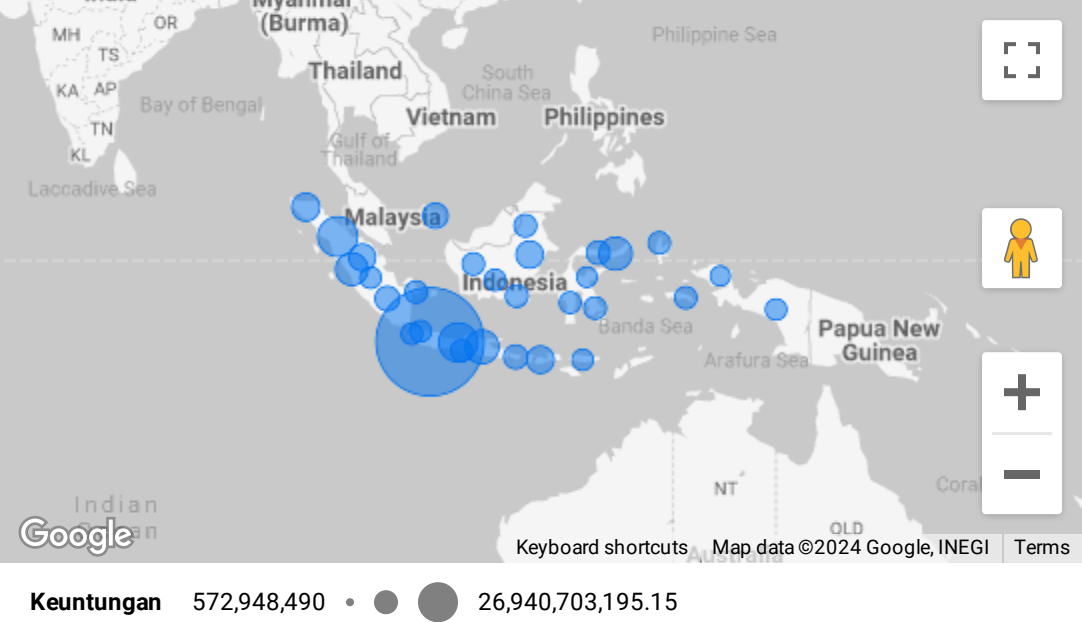 Myanmar
(Burma)
OR
MH
TS
KA
AP
TN
KL
Bay of Bengal
Laccadive Sea
Thailand
Vietnam
Gulf of
Thailand
South
China Sea
Philippines
Philippine Sea
Malaysia
Indonesia
Banda Sea
Arafura Sea
Papua New
Guinea
NT
QLD
Coral
Indian
Google
Australia
Keyboard shortcuts
Map data ©2024 Google, INEGI
Terms
Keuntungan 572,948,490 26,940,703,195.15